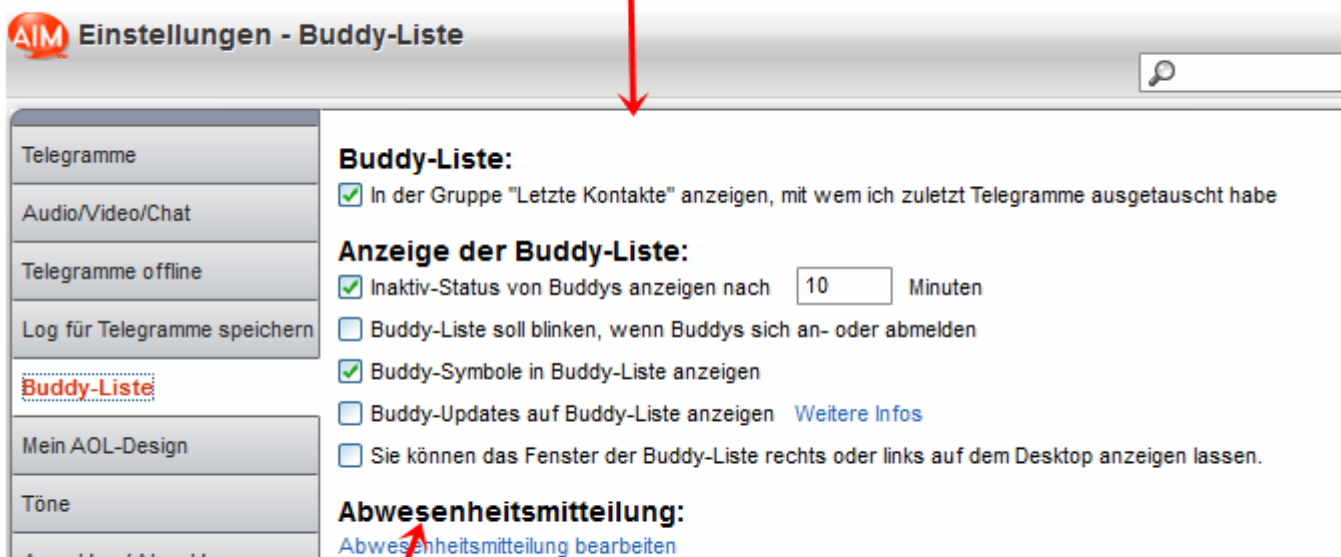 AIM Einstellungen - Buddy-Liste
Telegramme
Audio/Video/Chat
Telegramme offline
Log für Telegramme speichern
Buddy-Liste
Mein AOL-Design
Töne
Buddy-Liste:
In der Gruppe "Letzte Kontakte" anzeigen, mit wem ich zuletzt Telegramme ausgetauscht habe
Anzeige der Buddy-Liste:
Inaktiv-Status von Buddys anzeigen nach 10 Minuten
Buddy-Liste soll blinken, wenn Buddys sich an- oder abmelden
Buddy-Symbole in Buddy-Liste anzeigen
Buddy-Updates auf Buddy-Liste anzeigen Weitere Infos
Sie können das Fenster der Buddy-Liste rechts oder links auf dem Desktop anzeigen lassen.
Abwesenheitsmitteilung:
Abwesenheitsmitteilung bearbeiten